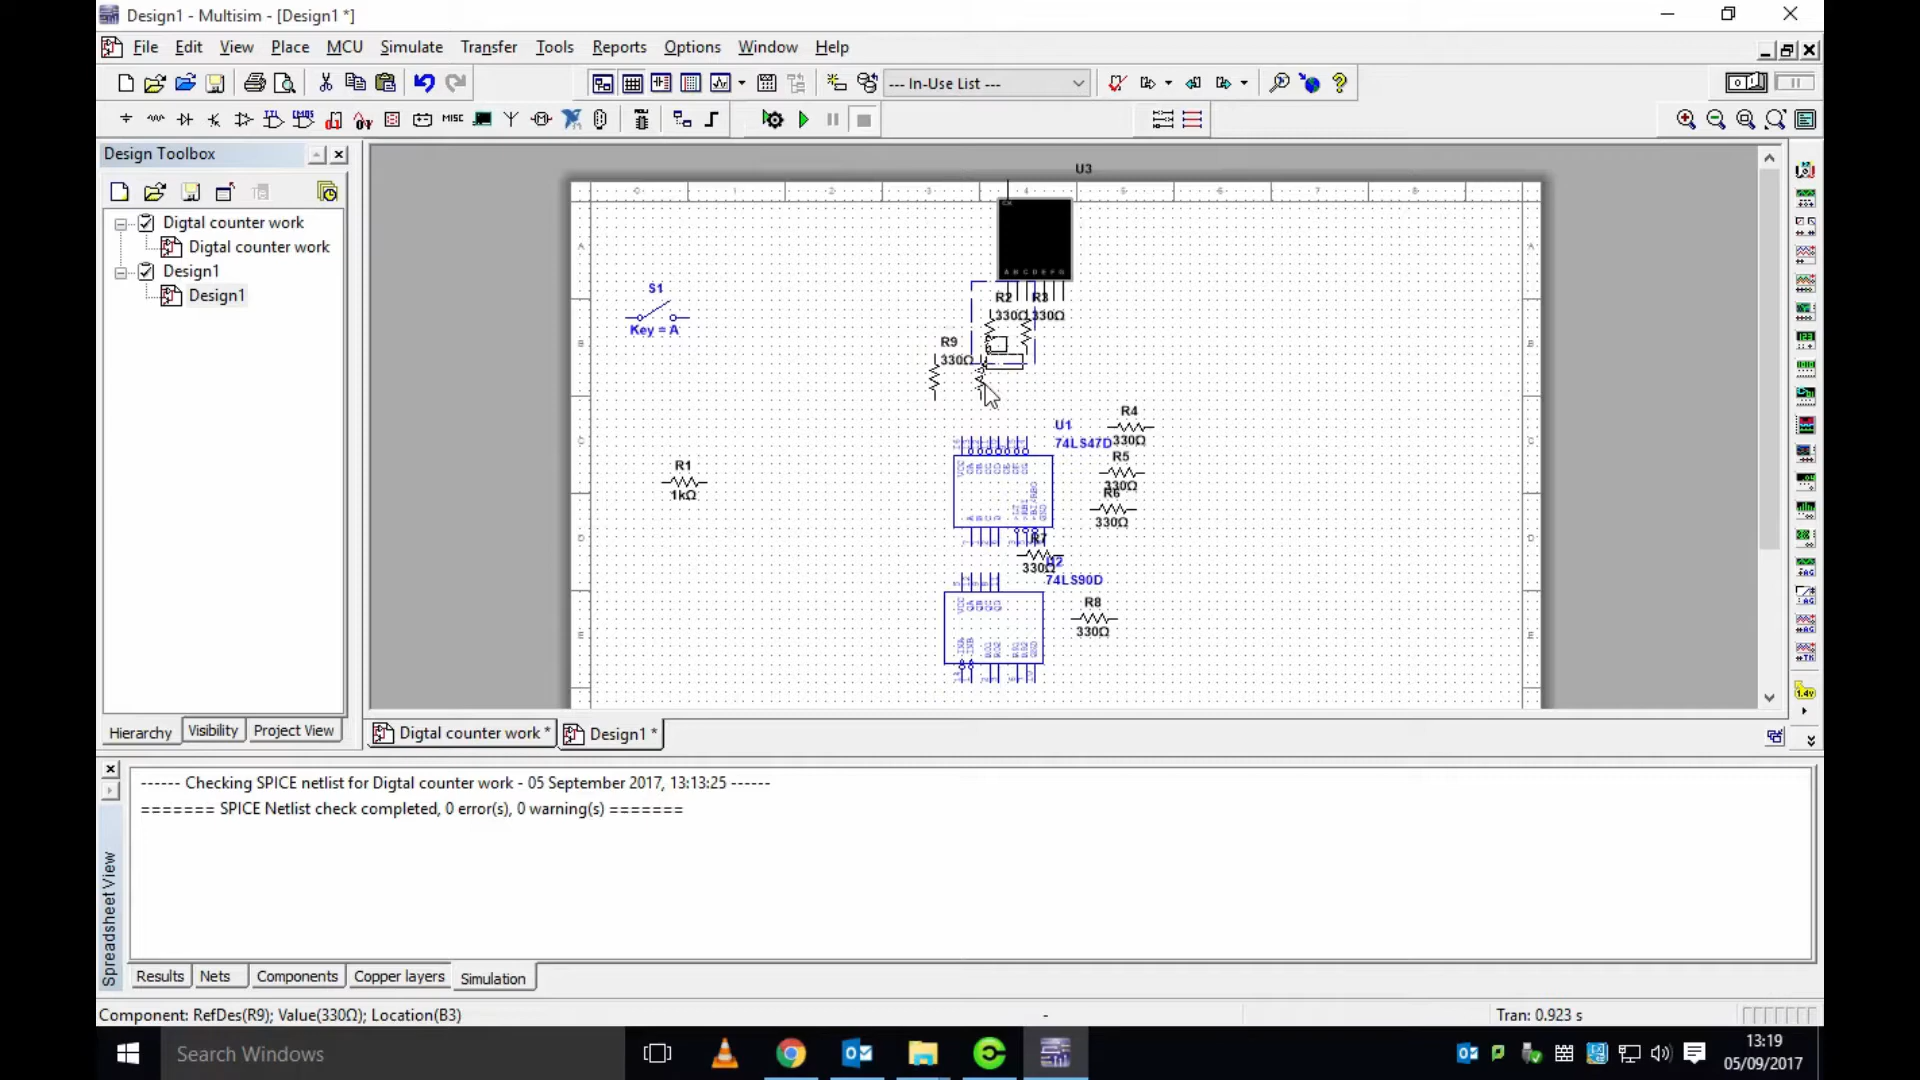 Design1 - Multisim - [Design1 *]
File Edit View Place MCU Simulate Transfer Tools Reports Options Window Help
--- In-Use List ---
MISC
Design Toolbox
Digtal counter work
Digtal counter work
Design1
Design1
Hierarchy Visibility Project View
U3
S1
Key = A
R2 R3
330Ω 330Ω
R9
330Ω
R4
330Ω
U1
74LS47D
R5
330Ω
R1
1kΩ
R6
330Ω
R7
330Ω
U2
74LS90D
R8
330Ω
Digtal counter work * Design1 *
------ Checking SPICE netlist for Digtal counter work - 05 September 2017, 13:13:25 ------
======= SPICE Netlist check completed, 0 error(s), 0 warning(s) =======
Spreadsheet View
Results Nets Components Copper layers Simulation
Component: RefDes(R9); Value(330Ω); Location(B3) - Tran: 0.923 s
Search Windows
13:19
05/09/2017